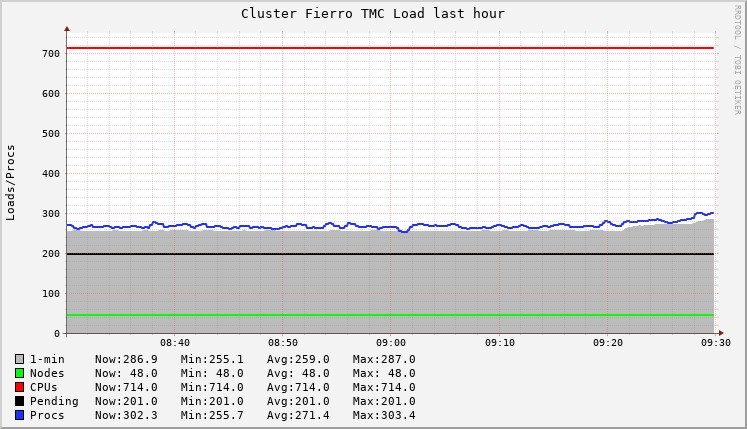 Cluster Fierro TMC Load last hour
RRDTOOL / TOBI OETIKER
Loads/Procs
700
600
500
400
300
200
100
0
08:40 08:50 09:00 09:10 09:20 09:30
1-min Now:286.9 Min:255.1 Avg:259.0 Max:287.0
Nodes Now: 48.0 Min: 48.0 Avg: 48.0 Max: 48.0
CPUs Now:714.0 Min:714.0 Avg:714.0 Max:714.0
Pending Now:201.0 Min:201.0 Avg:201.0 Max:201.0
Procs Now:302.3 Min:255.7 Avg:271.4 Max:303.4